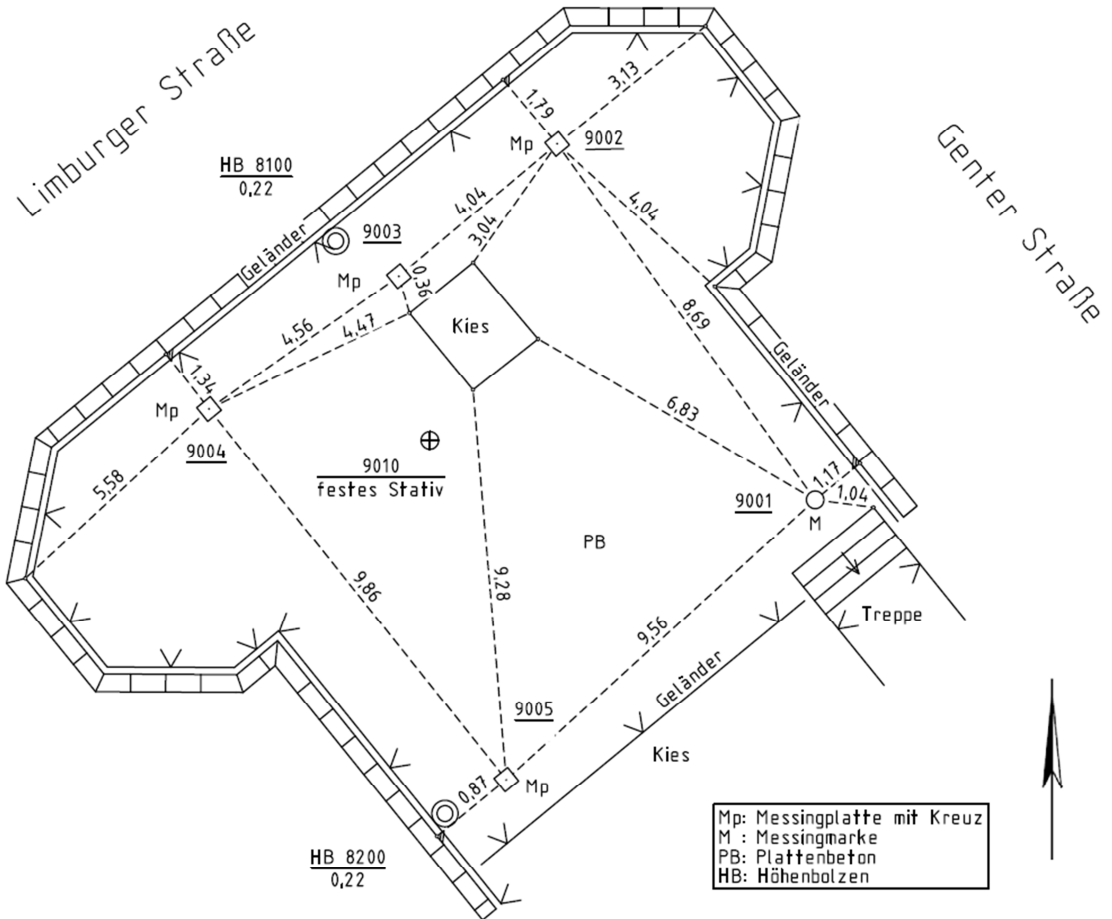 Limburger Straße
Genter Straße
3,13
1,79
Mp
9002
HB 8100
0,22
4,04
4,04
3,04
9003
Geländer
Mp
0,36
Kies
8,69
4,56
4,47
Geländer
1,34
Mp
6,83
9004
9010
festes Stativ
5,58
1,17
9001
1,04
M
PB
9,86
9,28
Treppe
9,56
Geländer
9005
Kies
Mp
0,87
HB 8200
0,22
Mp: Messingplatte mit Kreuz
M : Messingmarke
PB: Plattenbeton
HB: Höhenbolzen